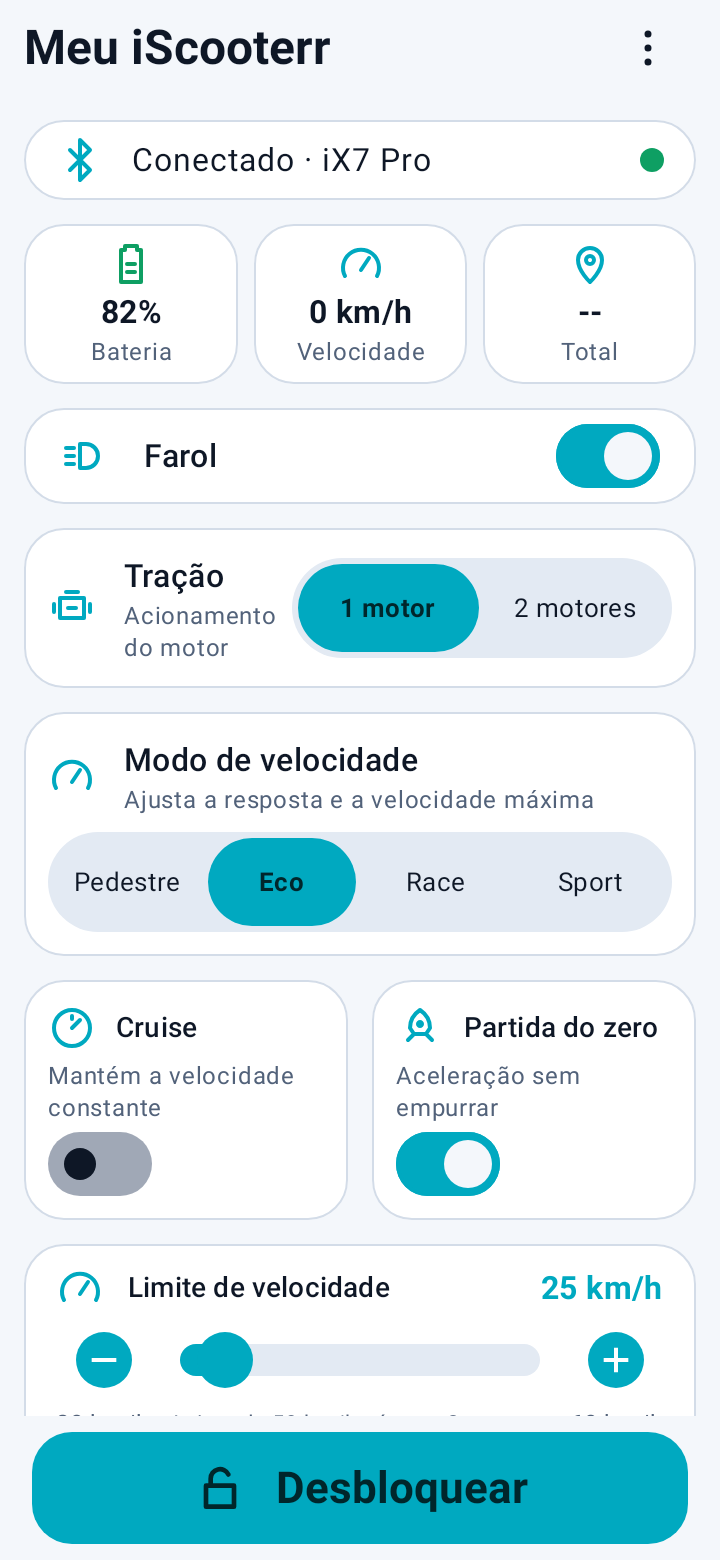 Meu iScooterr
Conectado · iX7 Pro
82%
Bateria
0 km/h
Velocidade
--
Total
Farol
Tração
Acionamento
do motor
1 motor
2 motores
Modo de velocidade
Ajusta a resposta e a velocidade máxima
Pedestre
Eco
Race
Sport
Cruise
Mantém a velocidade
constante
Partida do zero
Aceleração sem
empurrar
Limite de velocidade
25 km/h
Desbloquear